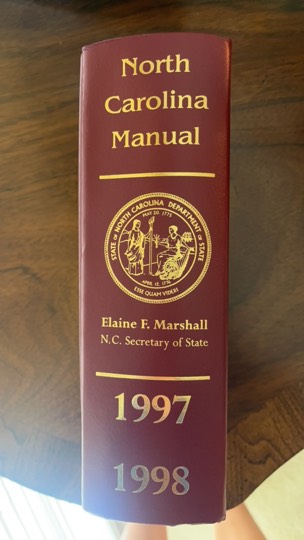 North
Carolina
Manual
STATE OF NORTH CAROLINA DEPARTMENT OF STATE
MAY 20, 1775
APRIL 12, 1776
ESSE QUAM VIDERI
Elaine F. Marshall
N.C. Secretary of State
1997
1998